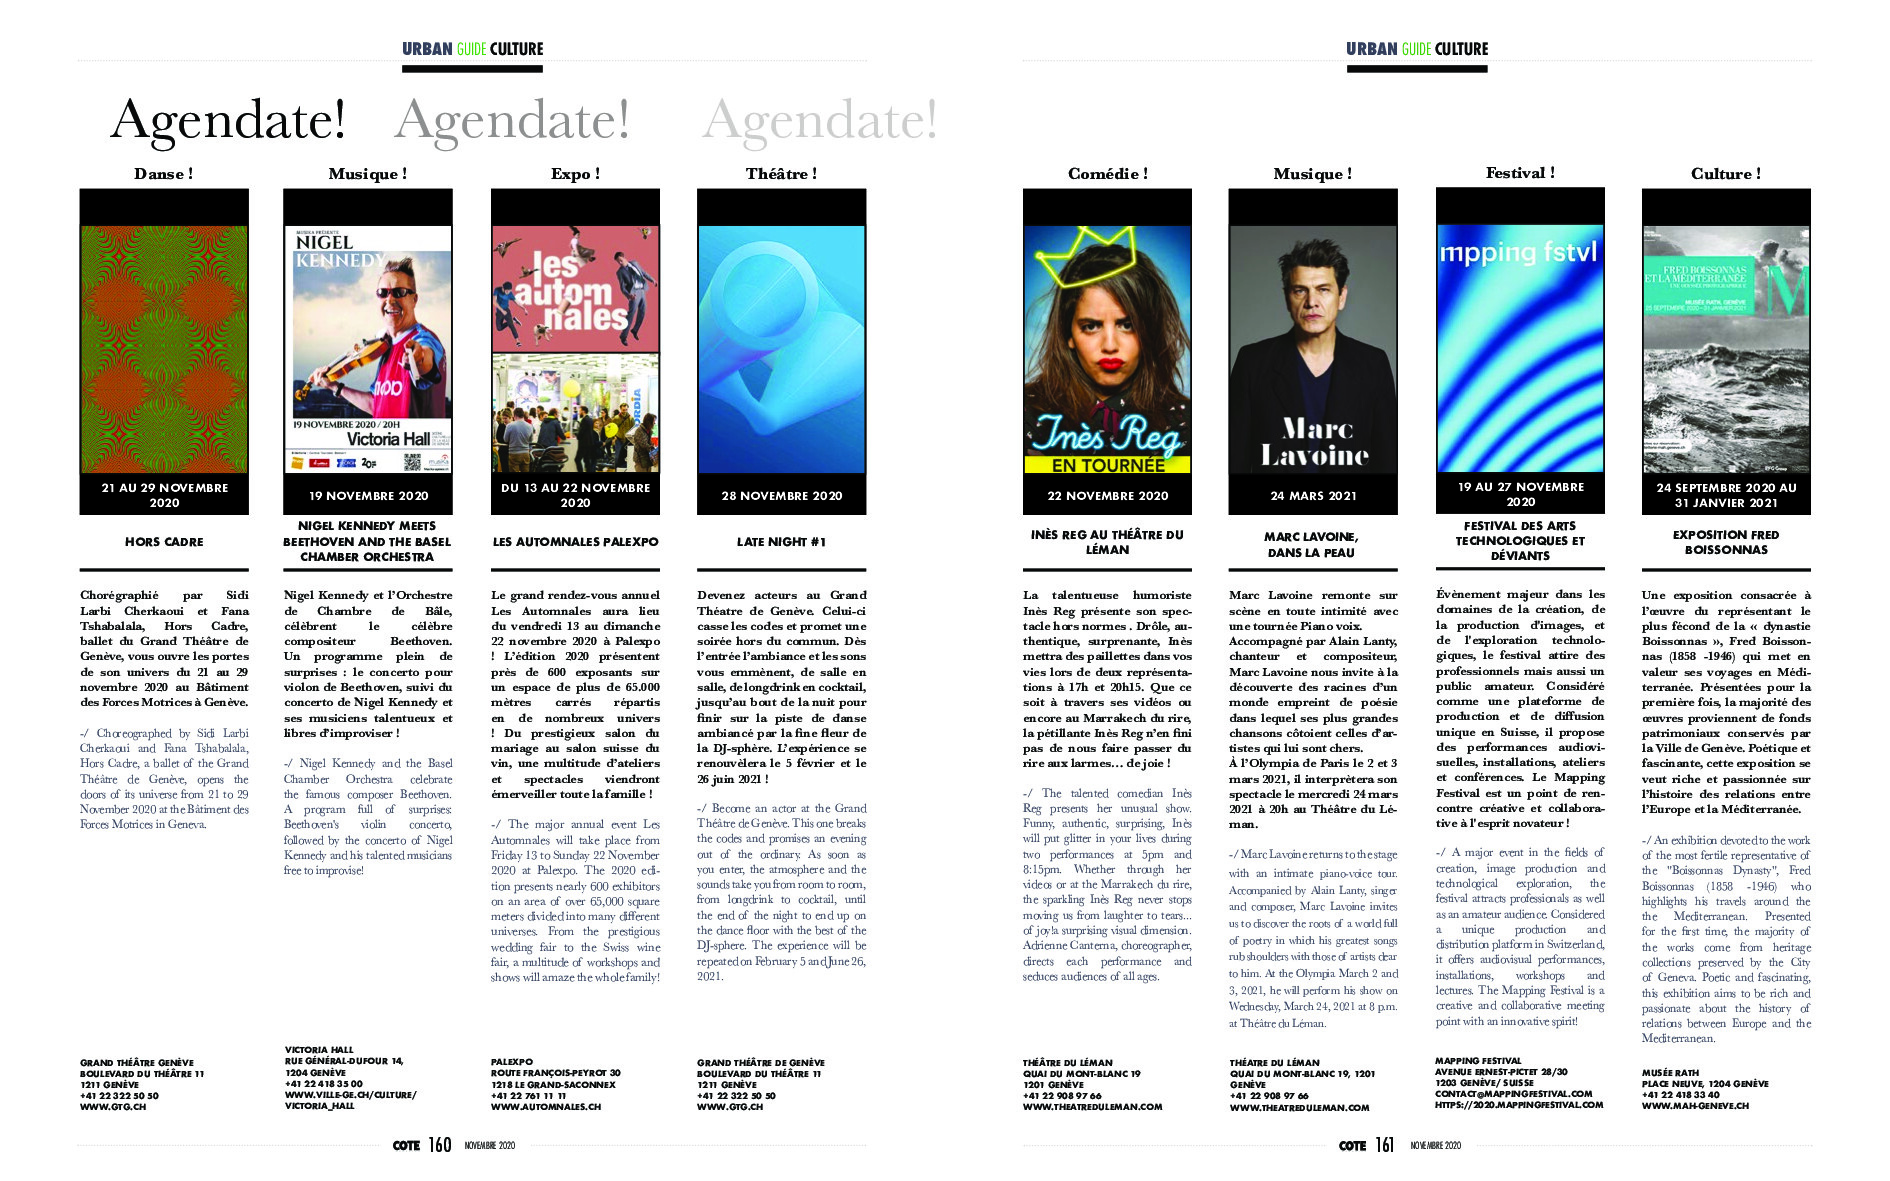 URBAN GUIDE CULTURE
Agendate! Agendate! Agendate!
Danse !
21 AU 29 NOVEMBRE
2020
HORS CADRE
Chorégraphié par Sidi
Larbi Cherkaoui et Fana
Tshabalala, Hors Cadre,
ballet du Grand Théâtre de
Genève, vous ouvre les portes
de son univers du 21 au 29
novembre 2020 au Bâtiment
des Forces Motrices à Genève.
-/ Choreographed by Sidi Larbi
Cherkaoui and Fana Tshabalala,
Hors Cadre, a ballet of the Grand
Théâtre de Genève, opens the
doors of its universe from 21 to 29
November 2020 at the Bâtiment des
Forces Motrices in Geneva.
GRAND THÉÂTRE GENÈVE
BOULEVARD DU THÉÂTRE 11
1211 GENÈVE
+41 22 322 50 50
WWW.GTG.CH
Musique !
MUSICA PRÉSENTE
NIGEL
KENNEDY
19 NOVEMBRE 2020 / 20H
Victoria Hall
19 NOVEMBRE 2020
NIGEL KENNEDY MEETS
BEETHOVEN AND THE BASEL
CHAMBER ORCHESTRA
Nigel Kennedy et l'Orchestre
de Chambre de Bâle,
célèbrent le célèbre
compositeur Beethoven.
Un programme plein de
surprises : le concerto pour
violon de Beethoven, suivi du
concerto de Nigel Kennedy et
ses musiciens talentueux et
libres d'improviser !
-/ Nigel Kennedy and the Basel
Chamber Orchestra celebrate
the famous composer Beethoven.
A program full of surprises:
Beethoven's violin concerto,
followed by the concerto of Nigel
Kennedy and his talented musicians
free to improvise!
VICTORIA HALL
RUE GÉNÉRAL-DUFOUR 14,
1204 GENÈVE
+41 22 418 35 00
WWW.VILLE-GE.CH/CULTURE/
VICTORIA_HALL
Expo !
les
autom
nales
DU 13 AU 22 NOVEMBRE
2020
LES AUTOMNALES PALEXPO
Le grand rendez-vous annuel
Les Automnales aura lieu
du vendredi 13 au dimanche
22 novembre 2020 à Palexpo
! L'édition 2020 présentent
près de 600 exposants sur
un espace de plus de 65.000
mètres carrés répartis
en de nombreux univers
! Du prestigieux salon du
mariage au salon suisse du
vin, une multitude d'ateliers
et spectacles viendront
émerveiller toute la famille !
-/ The major annual event Les
Automnales will take place from
Friday 13 to Sunday 22 November
2020 at Palexpo. The 2020 edi-
tion presents nearly 600 exhibitors
on an area of over 65,000 square
meters divided into many different
universes. From the prestigious
wedding fair to the Swiss wine
fair, a multitude of workshops and
shows will amaze the whole family!
PALEXPO
ROUTE FRANÇOIS-PEYROT 30
1218 LE GRAND-SACONNEX
+41 22 761 11 11
WWW.AUTOMNALES.CH
Théâtre !
28 NOVEMBRE 2020
LATE NIGHT #1
Devenez acteurs au Grand
Théatre de Genève. Celui-ci
casse les codes et promet une
soirée hors du commun. Dès
l'entrée l'ambiance et les sons
vous emmènent, de salle en
salle, de longdrink en cocktail,
jusqu'au bout de la nuit pour
finir sur la piste de danse
ambiancé par la fine fleur de
la DJ-sphère. L'expérience se
renouvèlera le 5 février et le
26 juin 2021 !
-/ Become an actor at the Grand
Théâtre de Genève. This one breaks
the codes and promises an evening
out of the ordinary. As soon as
you enter, the atmosphere and the
sounds take you from room to room,
from longdrink to cocktail, until
the end of the night to end up on
the dance floor with the best of the
DJ-sphere. The experience will be
repeated on February 5 and June 26,
2021.
GRAND THÉÂTRE DE GENÈVE
BOULEVARD DU THÉÂTRE 11
1211 GENÈVE
+41 22 322 50 50
WWW.GTG.CH
COTE 160 NOVEMBRE 2020
URBAN GUIDE CULTURE
Comédie !
Inès Reg
EN TOURNÉE
22 NOVEMBRE 2020
INÈS REG AU THÉÂTRE DU
LÉMAN
La talentueuse humoriste
Inès Reg présente son spec-
tacle hors normes . Drôle, au-
thentique, surprenante, Inès
mettra des paillettes dans vos
vies lors de deux représenta-
tions à 17h et 20h15. Que ce
soit à travers ses vidéos ou
encore au Marrakech du rire,
la pétillante Inès Reg n'en fini
pas de nous faire passer du
rire aux larmes... de joie !
-/ The talented comedian Inès
Reg presents her unusual show.
Funny, authentic, surprising, Inès
will put glitter in your lives during
two performances at 5pm and
8:15pm. Whether through her
videos or at the Marrakech du rire,
the sparkling Inès Reg never stops
moving us from laughter to tears...
of joy!a surprising visual dimension.
Adrienne Canterna, choreographer,
directs each performance and
seduces audiences of all ages.
THÉÂTRE DU LÉMAN
QUAI DU MONT-BLANC 19
1201 GENÈVE
+41 22 908 97 66
WWW.THEATREDULEMAN.COM
Musique !
Marc
Lavoine
24 MARS 2021
MARC LAVOINE,
DANS LA PEAU
Marc Lavoine remonte sur
scène en toute intimité avec
une tournée Piano voix.
Accompagné par Alain Lanty,
chanteur et compositeur,
Marc Lavoine nous invite à la
découverte des racines d'un
monde empreint de poésie
dans lequel ses plus grandes
chansons côtoient celles d'ar-
tistes qui lui sont chers.
À l'Olympia de Paris le 2 et 3
mars 2021, il interprètera son
spectacle le mercredi 24 mars
2021 à 20h au Théâtre du Lé-
man.
-/ Marc Lavoine returns to the stage
with an intimate piano-voice tour.
Accompanied by Alain Lanty, singer
and composer, Marc Lavoine invites
us to discover the roots of a world full
of poetry in which his greatest songs
rub shoulders with those of artists dear
to him. At the Olympia March 2 and
3, 2021, he will perform his show on
Wednesday, March 24, 2021 at 8 p.m.
at Théâtre du Léman.
THÉATRE DU LÉMAN
QUAI DU MONT-BLANC 19, 1201
GENÈVE
+41 22 908 97 66
WWW.THEATREDULEMAN.COM
Festival !
mpping fstvl
19 AU 27 NOVEMBRE
2020
FESTIVAL DES ARTS
TECHNOLOGIQUES ET
DÉVIANTS
Évènement majeur dans les
domaines de la création, de
la production d'images, et
de l'exploration technolo-
giques, le festival attire des
professionnels mais aussi un
public amateur. Considéré
comme une plateforme de
production et de diffusion
unique en Suisse, il propose
des performances audiovi-
suelles, installations, ateliers
et conférences. Le Mapping
Festival est un point de ren-
contre créative et collabora-
tive à l'esprit novateur !
-/ A major event in the fields of
creation, image production and
technological exploration, the
festival attracts professionals as well
as an amateur audience. Considered
a unique production and
distribution platform in Switzerland,
it offers audiovisual performances,
installations, workshops and
lectures. The Mapping Festival is a
creative and collaborative meeting
point with an innovative spirit!
MAPPING FESTIVAL
AVENUE ERNEST-PICTET 28/30
1203 GENÈVE/ SUISSE
CONTACT@MAPPINGFESTIVAL.COM
HTTPS://2020.MAPPINGFESTIVAL.COM
Culture !
FRED BOISSONNAS
ET LA MÉDITERRANÉE
MUSÉE RATH, GENÈVE
25 SEPTEMBRE 2020 – 31 JANVIER 2021
M
24 SEPTEMBRE 2020 AU
31 JANVIER 2021
EXPOSITION FRED
BOISSONNAS
Une exposition consacrée à
l'œuvre du représentant le
plus fécond de la « dynastie
Boissonnas », Fred Boisson-
nas (1858 -1946) qui met en
valeur ses voyages en Médi-
terranée. Présentées pour la
première fois, la majorité des
œuvres proviennent de fonds
patrimoniaux conservés par
la Ville de Genève. Poétique et
fascinante, cette exposition se
veut riche et passionnée sur
l'histoire des relations entre
l'Europe et la Méditerranée.
-/ An exhibition devoted to the work
of the most fertile representative of
the "Boissonnas Dynasty", Fred
Boissonnas (1858 -1946) who
highlights his travels around the
the Mediterranean. Presented
for the first time, the majority of
the works come from heritage
collections preserved by the City
of Geneva. Poetic and fascinating,
this exhibition aims to be rich and
passionate about the history of
relations between Europe and the
Mediterranean.
MUSÉE RATH
PLACE NEUVE, 1204 GENÈVE
+41 22 418 33 40
WWW.MAH-GENEVE.CH
COTE 161 NOVEMBRE 2020